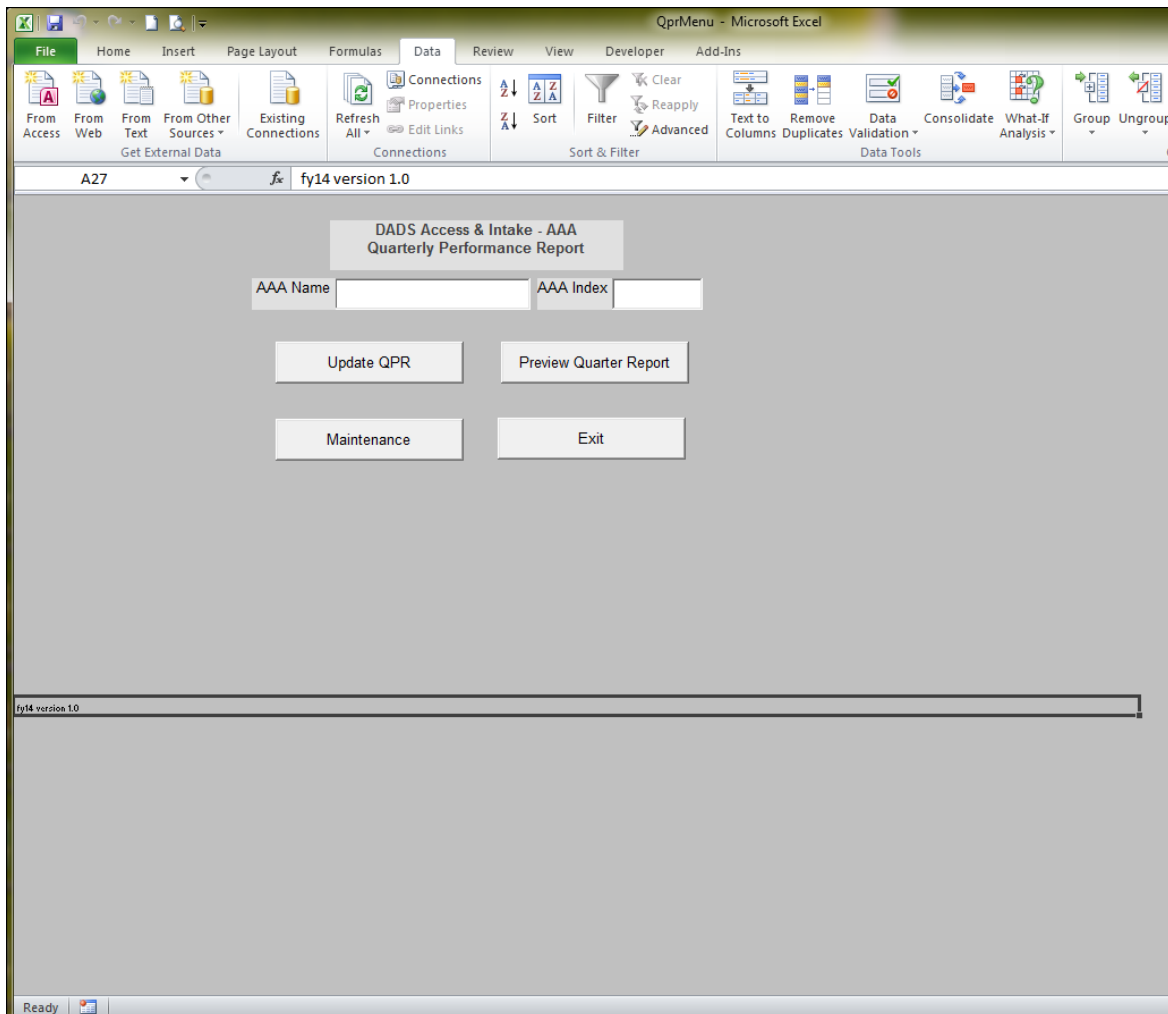 QprMenu - Microsoft Excel
File Home Insert Page Layout Formulas Data Review View Developer Add-Ins
From Access
From Web
From Text
From Other Sources
Existing Connections
Get External Data
Refresh All
Connections
Properties
Edit Links
Connections
Sort
Filter
Clear
Reapply
Advanced
Sort & Filter
Text to Columns
Remove Duplicates
Data Validation
Consolidate
What-If Analysis
Data Tools
Group
Ungroup
A27 fx fy14 version 1.0
DADS Access & Intake - AAA
Quarterly Performance Report
AAA Name AAA Index
Update QPR Preview Quarter Report
Maintenance Exit
fy14 version 1.0
Ready